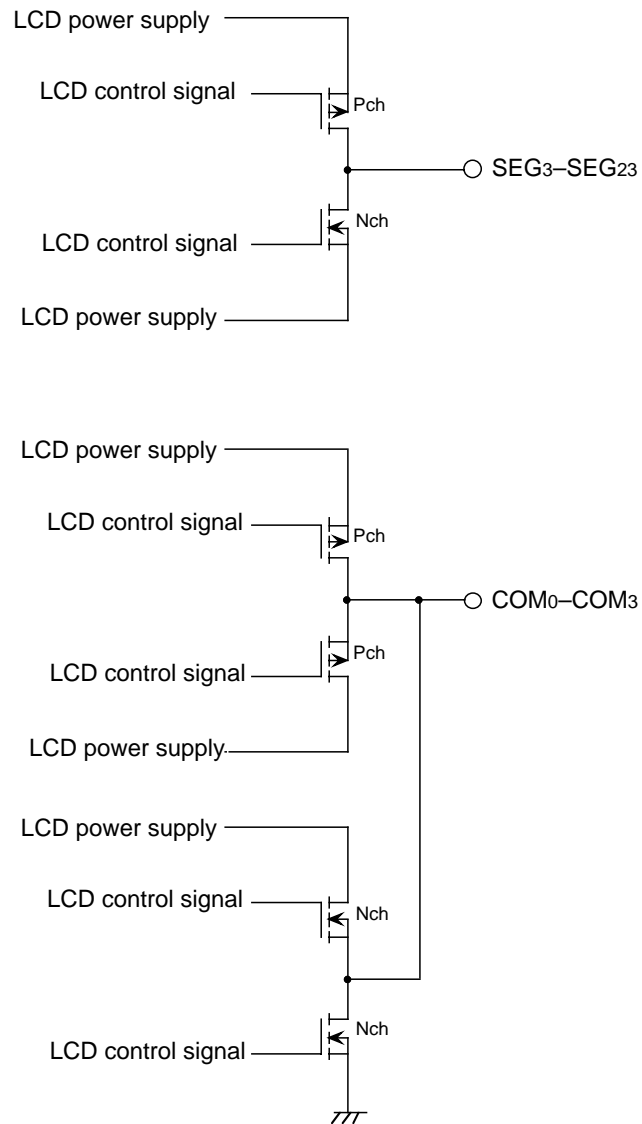 LCD power supply
LCD control signal
Pch
SEG3–SEG23
Nch
LCD control signal
LCD power supply
LCD power supply
LCD control signal
Pch
COM0–COM3
Pch
LCD control signal
LCD power supply
LCD power supply
LCD control signal
Nch
Nch
LCD control signal